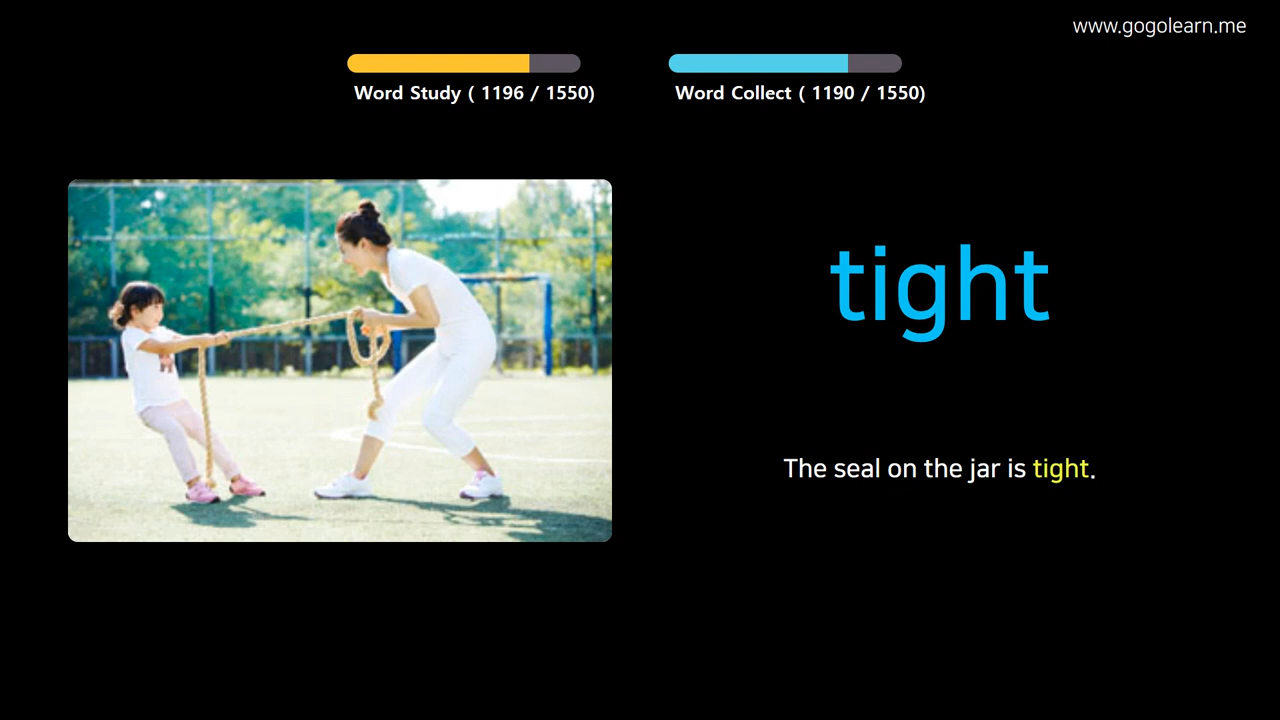 www.gogolearn.me
Word Study ( 1196 / 1550)
Word Collect ( 1190 / 1550)
tight
The seal on the jar is tight.